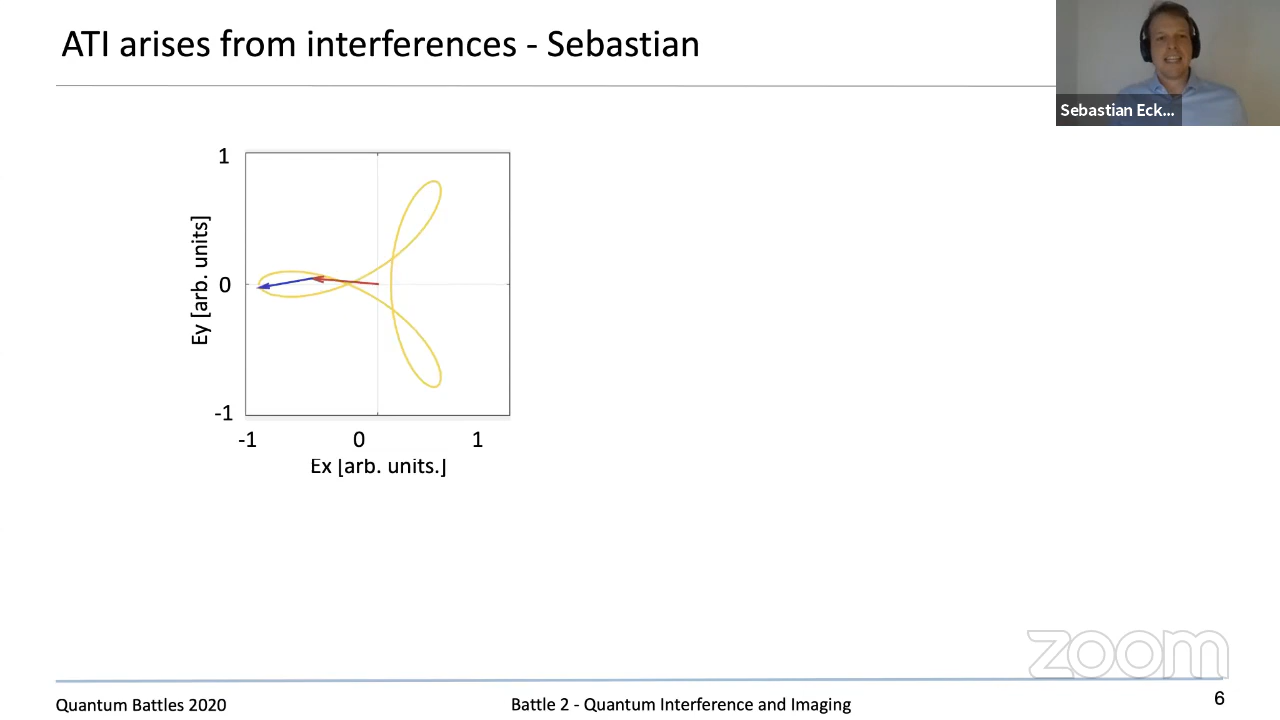 ATI arises from interferences - Sebastian
Sebastian Eck...
1
0
-1
Ey [arb. units]
-1 0 1
Ex [arb. units.]
zoom
Quantum Battles 2020
Battle 2 - Quantum Interference and Imaging
6